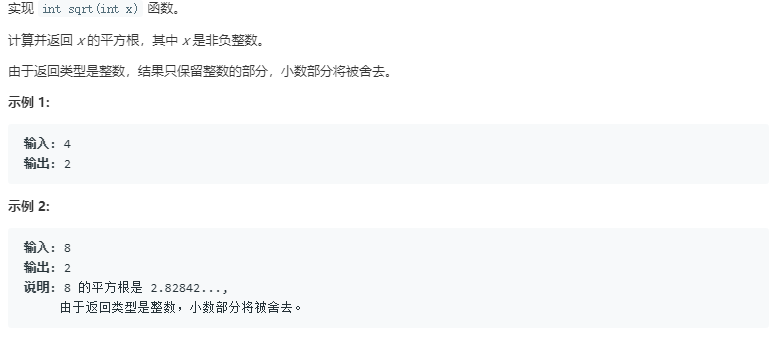 实现 int sqrt(int x) 函数。
计算并返回 x 的平方根，其中 x 是非负整数。
由于返回类型是整数，结果只保留整数的部分，小数部分将被舍去。
示例 1:
输入: 4
输出: 2
示例 2:
输入: 8
输出: 2
说明: 8 的平方根是 2.82842...,
由于返回类型是整数，小数部分将被舍去。